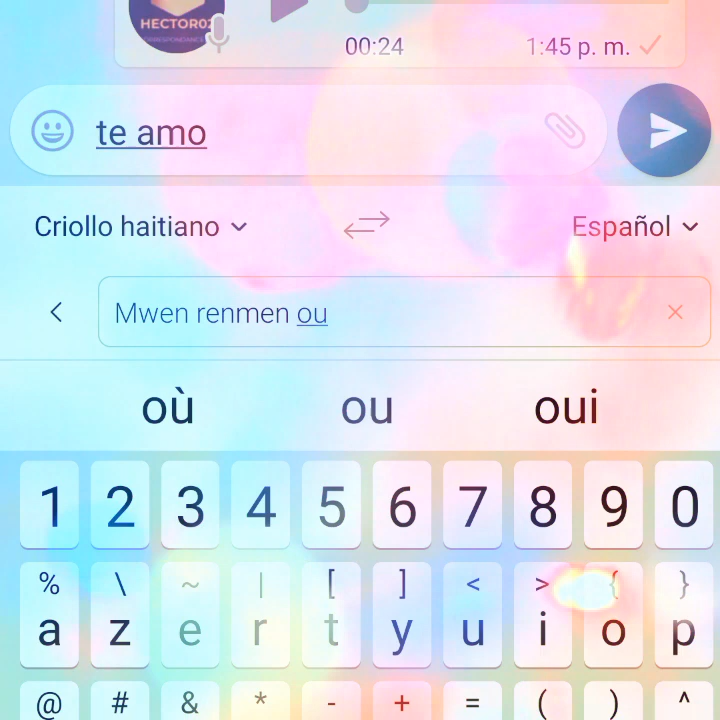 HECTOR02
00:24 1:45 p. m.
te amo
Criollo haitiano Español
Mwen renmen ou
où ou oui
1 2 3 4 5 6 7 8 9 0
% \ ~ | [ ] < > { }
a z e r t y u i o p
@ # & * - + = ( ) ^